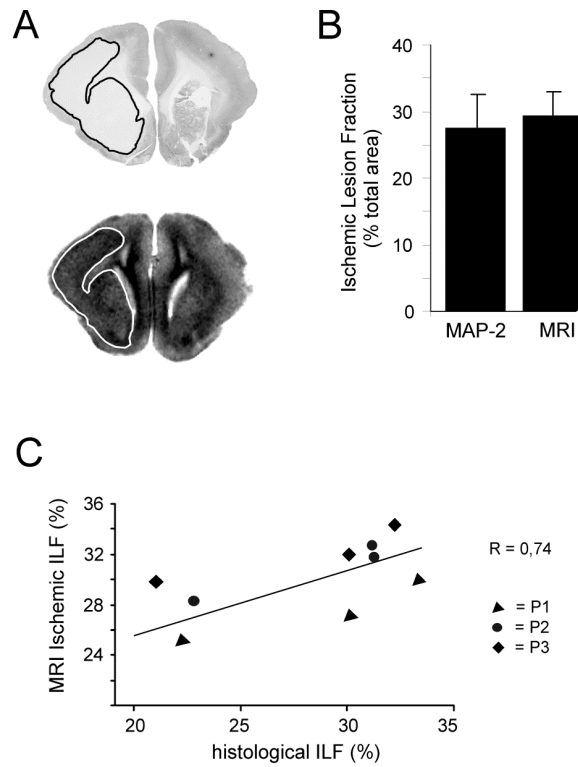 A
B
Ischemic Lesion Fraction
(% total area)
40
30
20
10
0
MAP-2 MRI
C
MRI Ischemic ILF (%)
36
32
28
24
20 25 30 35
histological ILF (%)
R = 0,74
= P1
= P2
= P3